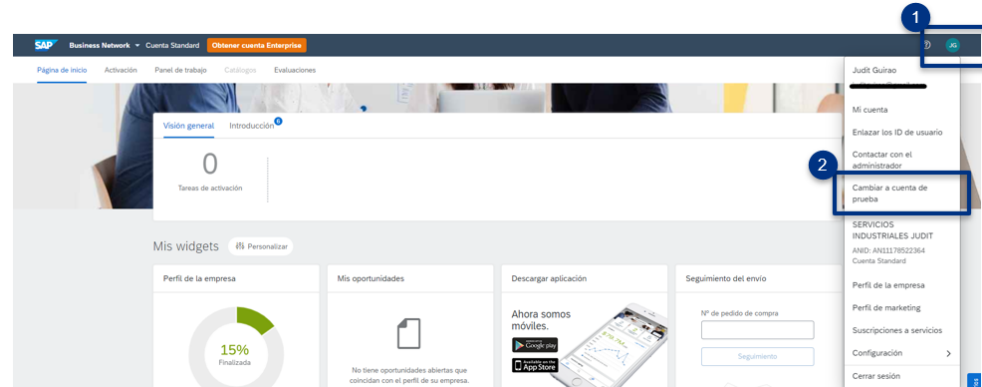 1
SAP Business Network Cuenta Standard Obtener cuenta Enterprise
JG
Página de inicio Activación Panel de trabajo Catálogos Evaluaciones
Judit Guirao
Mi cuenta
Enlazar los ID de usuario
Contactar con el
administrador
2
Cambiar a cuenta de
prueba
SERVICIOS
INDUSTRIALES JUDIT
ANID: AN11178522364
Cuenta Standard
Perfil de la empresa
Perfil de marketing
Suscripciones a servicios
Configuración
Cerrar sesión
Visión general Introducción 6
0
Tareas de activación
Mis widgets Personalizar
Perfil de la empresa
15%
Finalizada
Mis oportunidades
No tiene oportunidades abiertas que
coincidan con el perfil de su empresa.
Descargar aplicación
Ahora somos
móviles.
Google play
Available on the
App Store
Seguimiento del envío
Nº de pedido de compra
Seguimiento